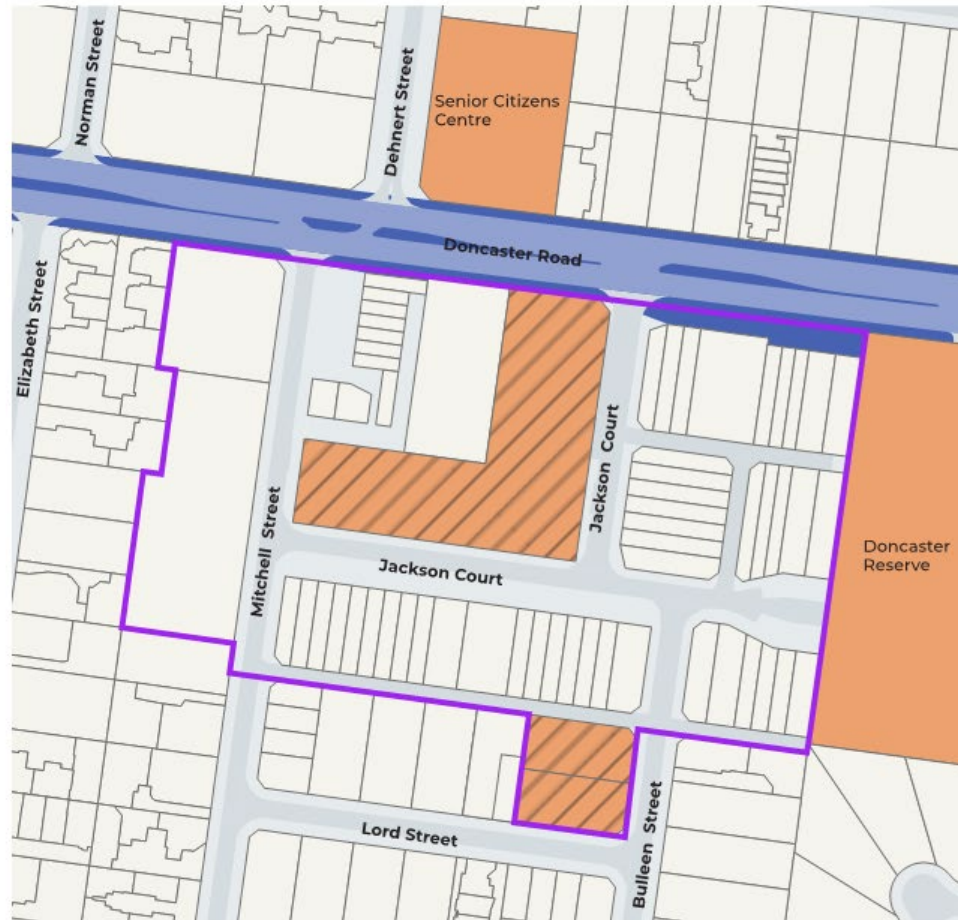 Norman Street
Dehnert Street
Senior Citizens
Centre
Doncaster Road
Elizabeth Street
Jackson Court
Mitchell Street
Doncaster
Reserve
Jackson Court
Lord Street
Bulleen Street